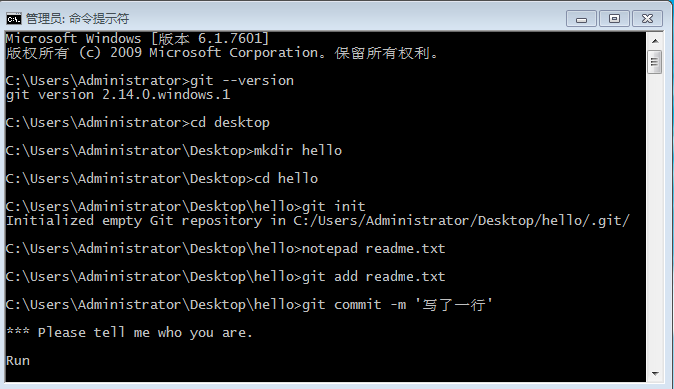 管理员: 命令提示符
Microsoft Windows [版本 6.1.7601]
版权所有 (c) 2009 Microsoft Corporation。保留所有权利。
C:\Users\Administrator>git --version
git version 2.14.0.windows.1
C:\Users\Administrator>cd desktop
C:\Users\Administrator\Desktop>mkdir hello
C:\Users\Administrator\Desktop>cd hello
C:\Users\Administrator\Desktop\hello>git init
Initialized empty Git repository in C:/Users/Administrator/Desktop/hello/.git/
C:\Users\Administrator\Desktop\hello>notepad readme.txt
C:\Users\Administrator\Desktop\hello>git add readme.txt
C:\Users\Administrator\Desktop\hello>git commit -m '写了一行'
*** Please tell me who you are.
Run